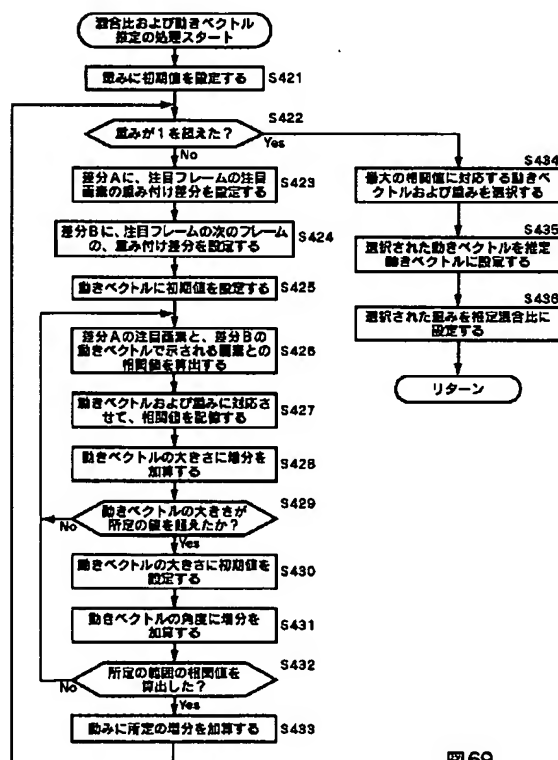 混合比および動きベクトル
推定の処理スタート
重みに初期値を設定する
S421
S422
重みが1を超えた?
Yes
No
差分Aに、注目フレームの注目
画素の重み付け差分を設定する
S423
差分Bに、注目フレームの次のフレーム
の、重み付け差分を設定する
S424
動きベクトルに初期値を設定する
S425
差分Aの注目画素と、差分Bの
動きベクトルで示される画素との
相関値を算出する
S426
動きベクトルおよび重みに対応さ
せて、相関値を記憶する
S427
動きベクトルの大きさに増分を
加算する
S428
動きベクトルの大きさが
所定の値を超えたか?
S429
No
Yes
動きベクトルの大きさに初期値を
設定する
S430
動きベクトルの角度に増分を
加算する
S431
所定の範囲の相関値を
算出した?
S432
No
Yes
動みに所定の増分を加算する
S433
S434
最大の相関値に対応する動きベ
クトルおよび重みを選択する
S435
選択された動きベクトルを推定
動きベクトルに設定する
S436
選択された重みを推定混合比に
設定する
リターン
図69